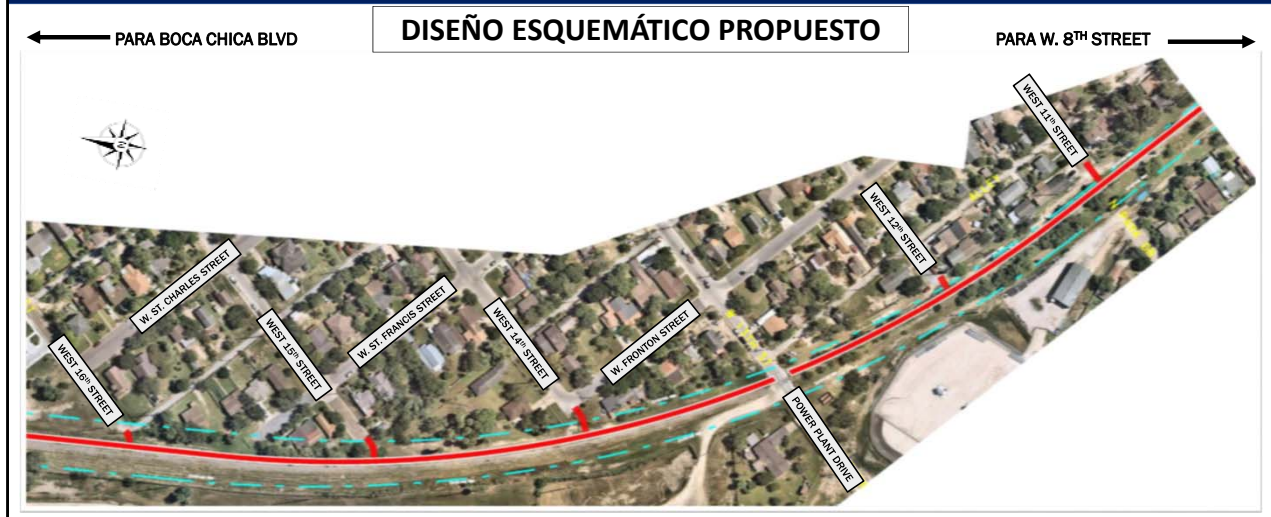 DISEÑO ESQUEMÁTICO PROPUESTO
PARA BOCA CHICA BLVD
PARA W. 8TH STREET
WEST 11th STREET
WEST 12th STREET
W. ST. CHARLES STREET
W. ST. FRANCIS STREET
WEST 14th STREET
W. FRONTON STREET
WEST 15th STREET
WEST 16th STREET
POWER PLANT DRIVE
N